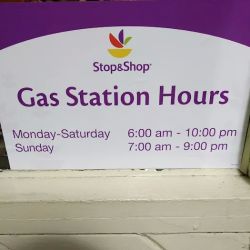 Stop&Shop®
Gas Station Hours
Monday-Saturday 6:00 am - 10:00 pm
Sunday 7:00 am - 9:00 pm